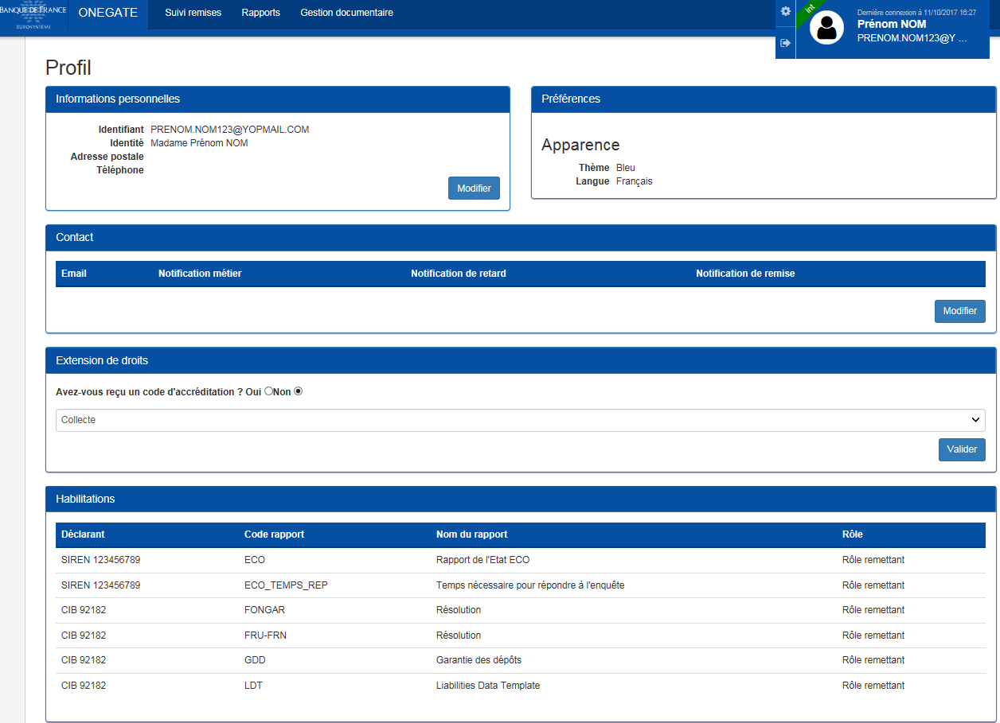 BANQUE DE FRANCE
EUROSYSTÈME
ONEGATE
Suivi remises Rapports Gestion documentaire
int
Dernière connexion à 11/10/2017 16:27
Prénom NOM
PRENOM.NOM123@Y ...
Profil
Informations personnelles
Identifiant PRENOM.NOM123@YOPMAIL.COM
Identité Madame Prénom NOM
Adresse postale
Téléphone
Modifier
Préférences
Apparence
Thème Bleu
Langue Français
Contact
Email Notification métier Notification de retard Notification de remise
Modifier
Extension de droits
Avez-vous reçu un code d'accréditation ? Oui Non
Collecte
Valider
Habilitations
Déclarant Code rapport Nom du rapport Rôle
SIREN 123456789 ECO Rapport de l'Etat ECO Rôle remettant
SIREN 123456789 ECO_TEMPS_REP Temps nécessaire pour répondre à l'enquête Rôle remettant
CIB 92182 FONGAR Résolution Rôle remettant
CIB 92182 FRU-FRN Résolution Rôle remettant
CIB 92182 GDD Garantie des dépôts Rôle remettant
CIB 92182 LDT Liabilities Data Template Rôle remettant